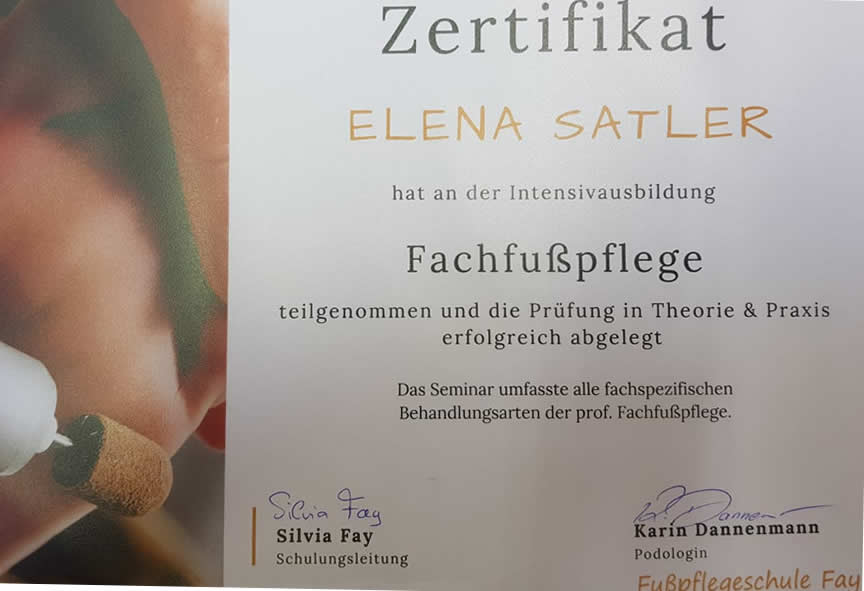 Zertifikat
ELENA SATLER
hat an der Intensivausbildung
Fachfußpflege
teilgenommen und die Prüfung in Theorie & Praxis
erfolgreich abgelegt
Das Seminar umfasste alle fachspezifischen
Behandlungsarten der prof. Fachfußpflege.
Silvia Fay
Silvia Fay
Schulungsleitung
K. Dannenm
Karin Dannenmann
Podologin
Fußpflegeschule Fay